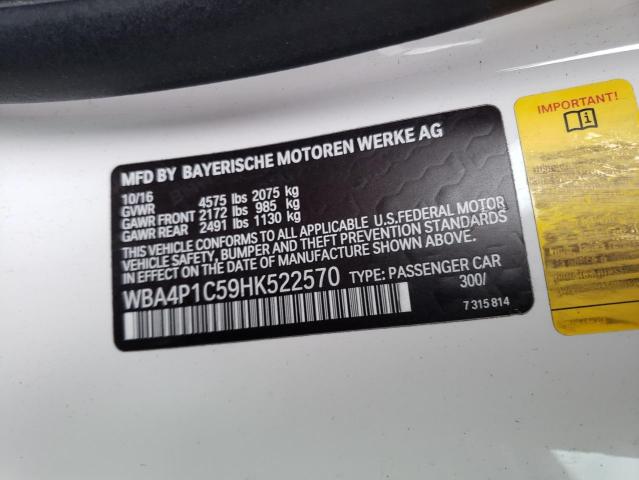 MFD BY BAYERISCHE MOTOREN WERKE AG
10/16
GVWR 4575 lbs 2075 kg
GAWR FRONT 2172 lbs 985 kg
GAWR REAR 2491 lbs 1130 kg
THIS VEHICLE CONFORMS TO ALL APPLICABLE U.S.FEDERAL MOTOR
VEHICLE SAFETY, BUMPER AND THEFT PREVENTION STANDARDS
IN EFFECT ON THE DATE OF MANUFACTURE SHOWN ABOVE.
WBA4P1C59HK522570 TYPE: PASSENGER CAR
300/
7 315 814
IMPORTANT!